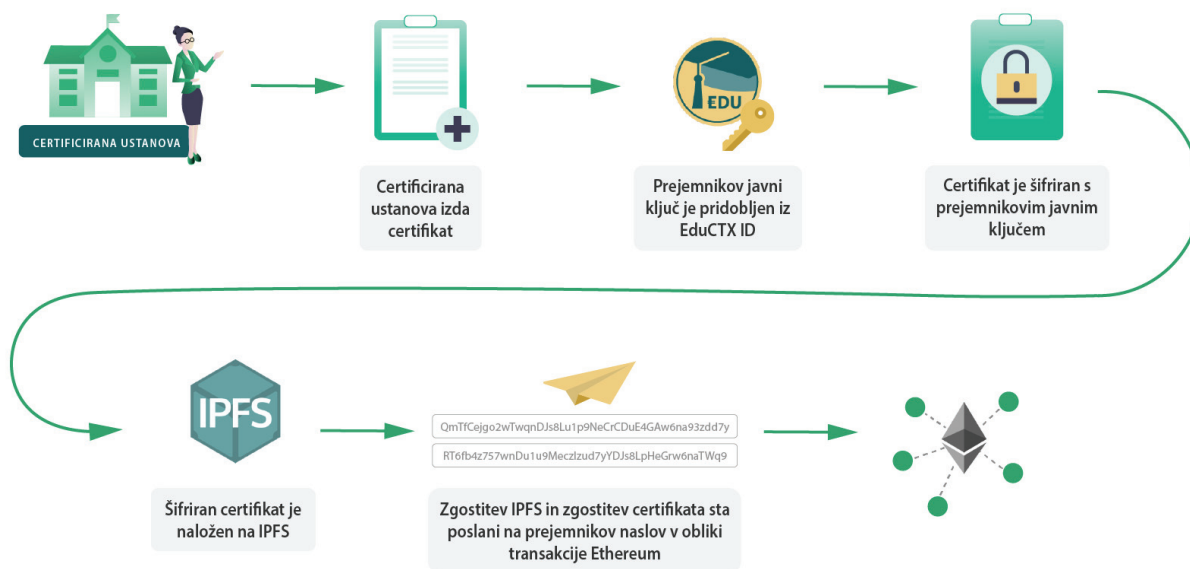 CERTIFICIRANA USTANOVA
Certificirana
ustanova izda
certifikat
EDU
Prejemnikov javni
ključ je pridobljen iz
EduCTX ID
Certifikat je šifriran s
prejemnikovim javnim
ključem
IPFS
Šifriran certifikat je
naložen na IPFS
QmTfCejgo2wTwqnDJs8Lu1p9NeCrCDuE4GAw6na93zdd7y
RT6fb4z757wnDu1u9MeczIzud7yYDJs8LpHeGrw6naTWq9
Zgostitev IPFS in zgostitev certifikata sta
poslani na prejemnikov naslov v obliki
transakcije Ethereum